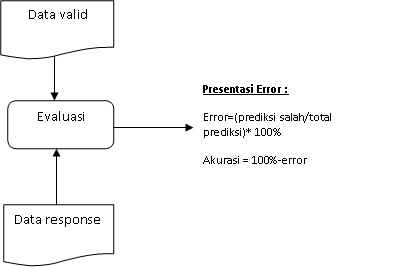 Data valid
Evaluasi
Presentasi Error :
Error=(prediksi salah/total
prediksi)* 100%
Akurasi = 100%-error
Data response